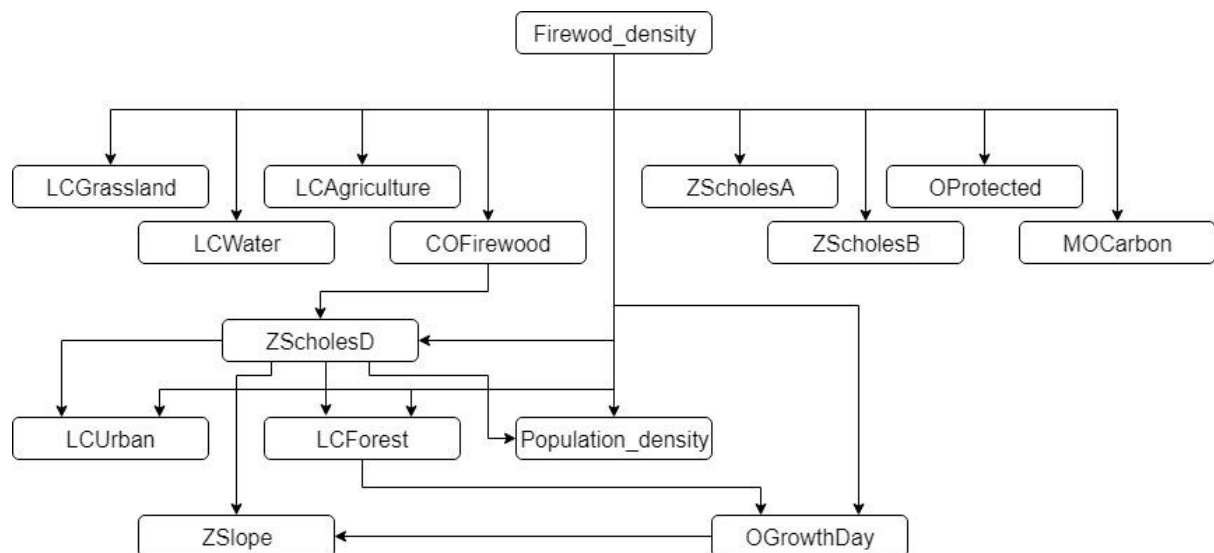 Firewod_density
LCGrassland
LCAgriculture
ZScholesA
OProtected
LCWater
COFirewood
ZScholesB
MOCarbon
ZScholesD
LCUrban
LCForest
Population_density
ZSlope
OGrowthDay